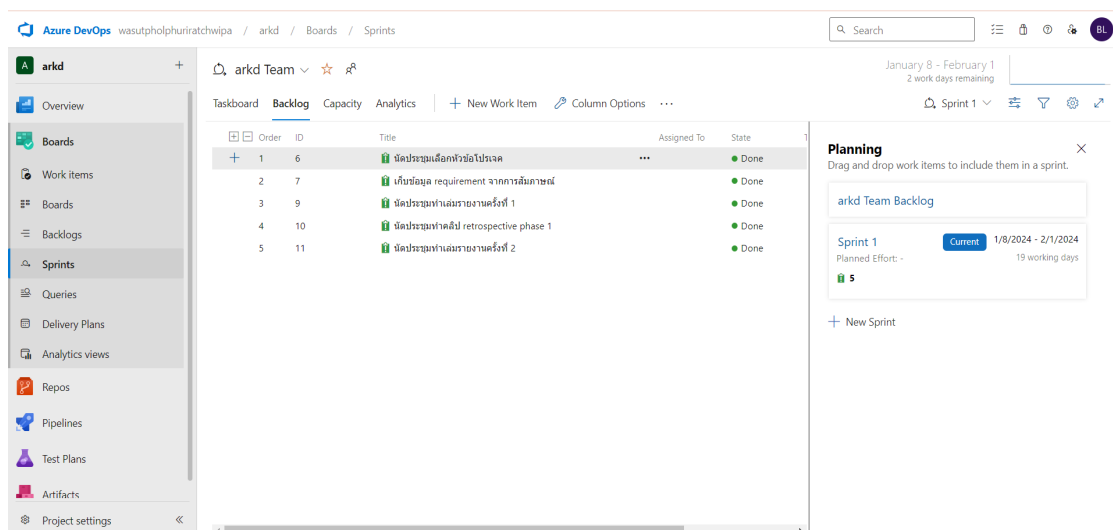 Azure DevOps wasutpholphuriratchwipa / arkd / Boards / Sprints
Search
BL
A arkd
Overview
Boards
Work items
Boards
Backlogs
Sprints
Queries
Delivery Plans
Analytics views
Repos
Pipelines
Test Plans
Artifacts
Project settings
arkd Team
January 8 - February 1
2 work days remaining
Taskboard Backlog Capacity Analytics + New Work Item Column Options ...
Sprint 1
Order ID Title Assigned To State T
1 6 นัดประชุมเลือกหัวข้อโปรเจค ... Done
2 7 เก็บข้อมูล requirement จากการสัมภาษณ์ Done
3 9 นัดประชุมทำเล่มรายงานครั้งที่ 1 Done
4 10 นัดประชุมทำคลิป retrospective phase 1 Done
5 11 นัดประชุมทำเล่มรายงานครั้งที่ 2 Done
Planning
Drag and drop work items to include them in a sprint.
arkd Team Backlog
Sprint 1 Current 1/8/2024 - 2/1/2024
Planned Effort: - 19 working days
5
+ New Sprint